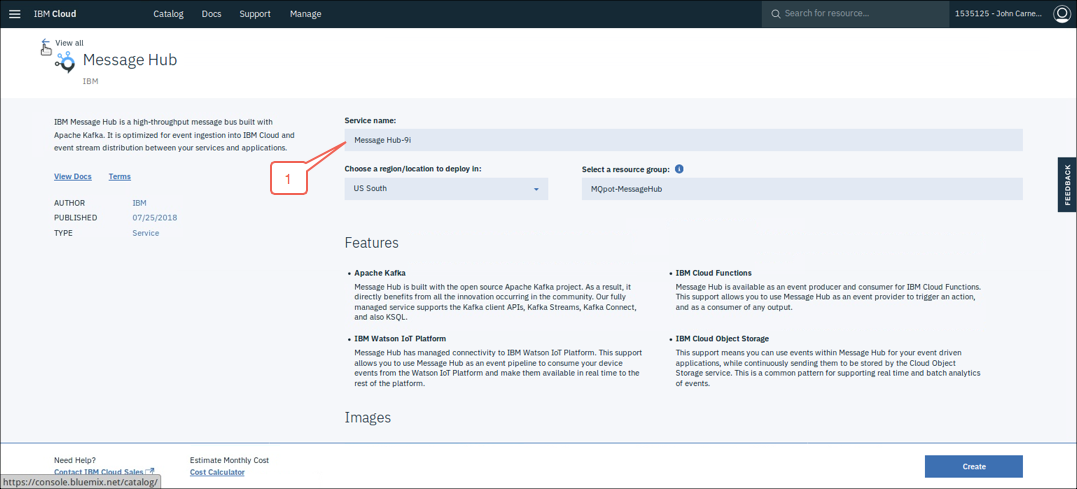 IBM Cloud Catalog Docs Support Manage Search for resource... 1535125 - John Carne...
View all
Message Hub
IBM
IBM Message Hub is a high-throughput message bus built with
Apache Kafka. It is optimized for event ingestion into IBM Cloud and
event stream distribution between your services and applications.
View Docs Terms
AUTHOR IBM
PUBLISHED 07/25/2018
TYPE Service
Service name:
Message Hub-9i
1
Choose a region/location to deploy in:
US South
Select a resource group:
MQpot-MessageHub
FEEDBACK
Features
• Apache Kafka
Message Hub is built with the open source Apache Kafka project. As a result, it
directly benefits from all the innovation occurring in the community. Our fully
managed service supports the Kafka client APIs, Kafka Streams, Kafka Connect,
and also KSQL.
• IBM Cloud Functions
Message Hub is available as an event producer and consumer for IBM Cloud Functions.
This support allows you to use Message Hub as an event provider to trigger an action,
and as a consumer of any output.
• IBM Watson IoT Platform
Message Hub has managed connectivity to IBM Watson IoT Platform. This support
allows you to use Message Hub as an event pipeline to consume your device
events from the Watson IoT Platform and make them available in real time to the
rest of the platform.
• IBM Cloud Object Storage
This support means you can use events within Message Hub for your event driven
applications, while continuously sending them to be stored by the Cloud Object
Storage service. This is a common pattern for supporting real time and batch analytics
of events.
Images
Need Help?
Contact IBM Cloud Sales
Estimate Monthly Cost
Cost Calculator
Create
https://console.bluemix.net/catalog/